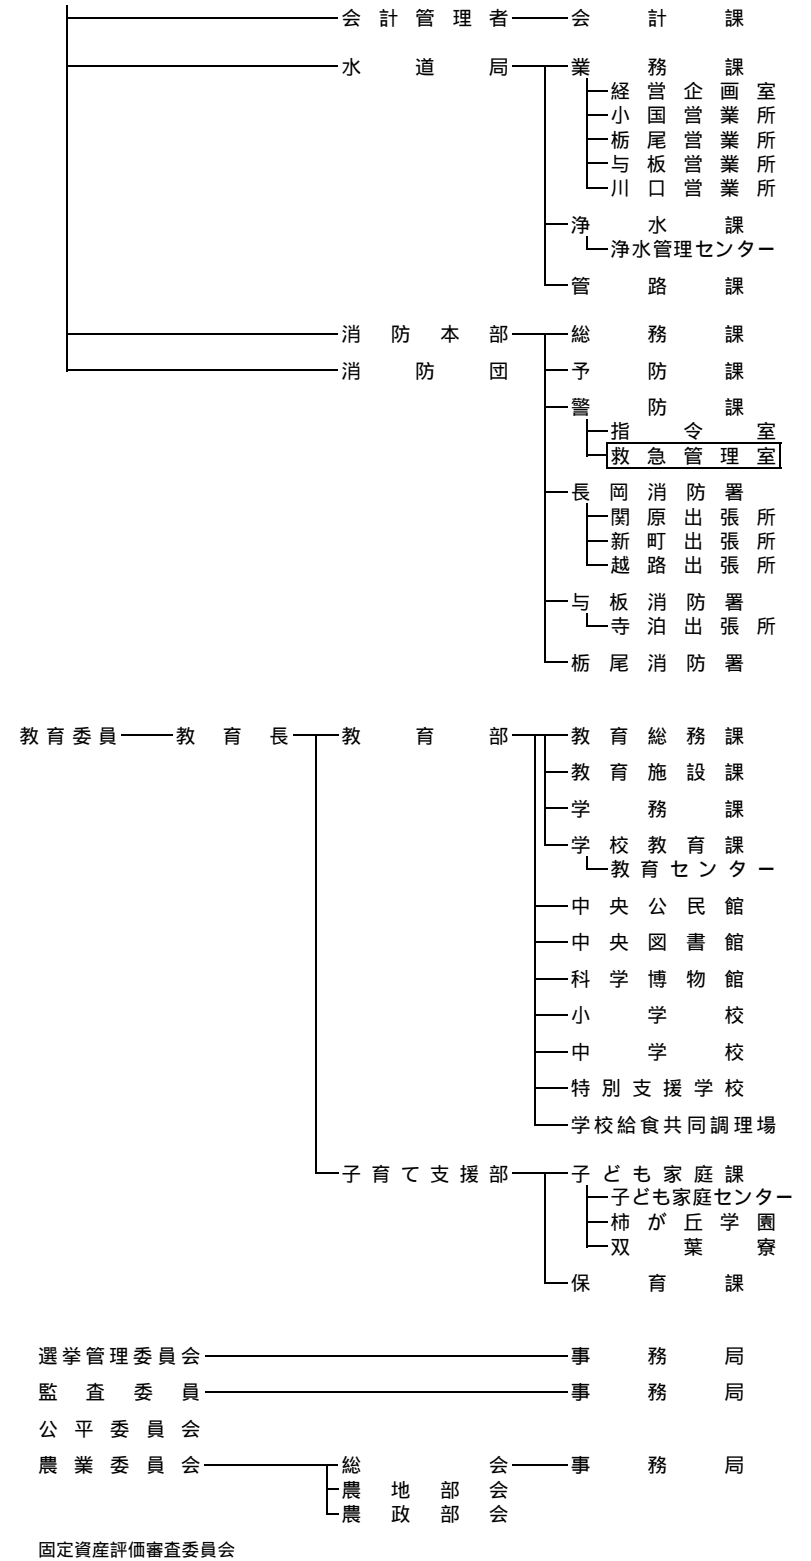 会計管理者 会計課
水道局 業務課
経営企画室
小国営業所
栃尾営業所
与板営業所
川口営業所
浄水課
浄水管理センター
管路課
消防本部 総務課
消防団 予防課
警防課
指令室
救急管理室
長岡消防署
関原出張所
新町出張所
越路出張所
与板消防署
寺泊出張所
栃尾消防署
教育委員 教育長 教育部 教育総務課
教育施設課
学務課
学校教育課
教育センター
中央公民館
中央図書館
科学博物館
小学校
中学校
特別支援学校
学校給食共同調理場
子育て支援部 子ども家庭課
子ども家庭センター
柿が丘学園
双葉寮
保育課
選挙管理委員会 事務局
監査委員 事務局
公平委員会
農業委員会 総会 事務局
農地部会
農政部会
固定資産評価審査委員会